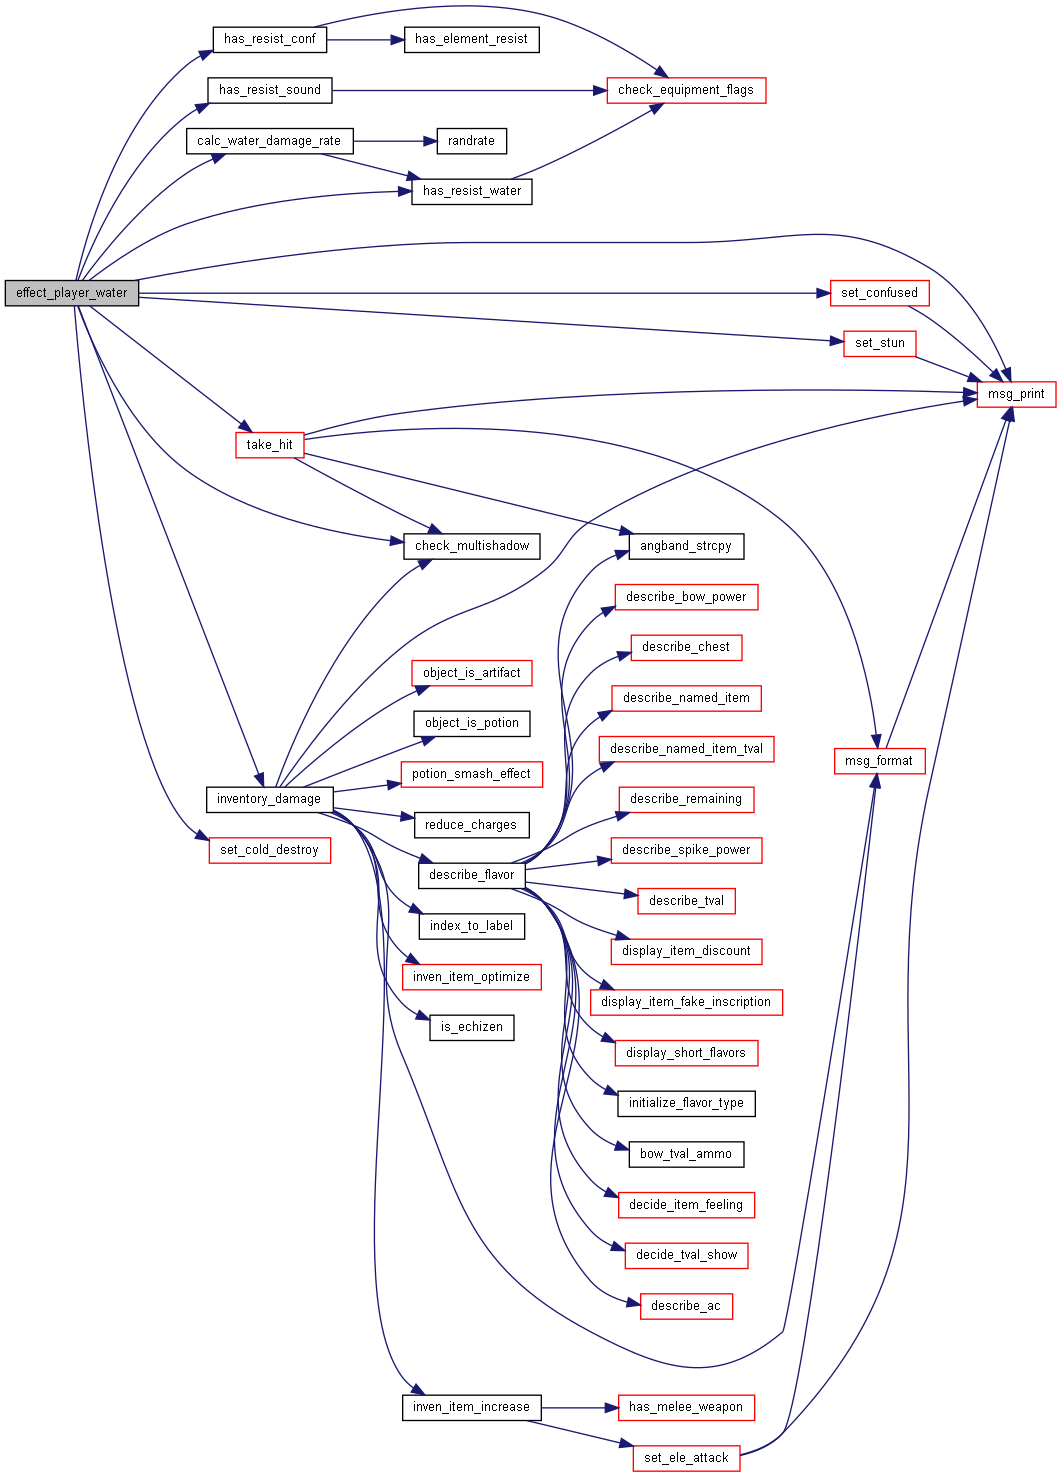 has_resist_conf
has_element_resist
has_resist_sound
check_equipment_flags
calc_water_damage_rate
randrate
has_resist_water
effect_player_water
set_confused
set_stun
msg_print
take_hit
check_multishadow
angband_strcpy
describe_bow_power
describe_chest
object_is_artifact
describe_named_item
object_is_potion
describe_named_item_tval
msg_format
potion_smash_effect
inventory_damage
describe_remaining
reduce_charges
set_cold_destroy
describe_spike_power
describe_flavor
describe_tval
index_to_label
display_item_discount
inven_item_optimize
display_item_fake_inscription
is_echizen
display_short_flavors
initialize_flavor_type
bow_tval_ammo
decide_item_feeling
decide_tval_show
describe_ac
inven_item_increase
has_melee_weapon
set_ele_attack